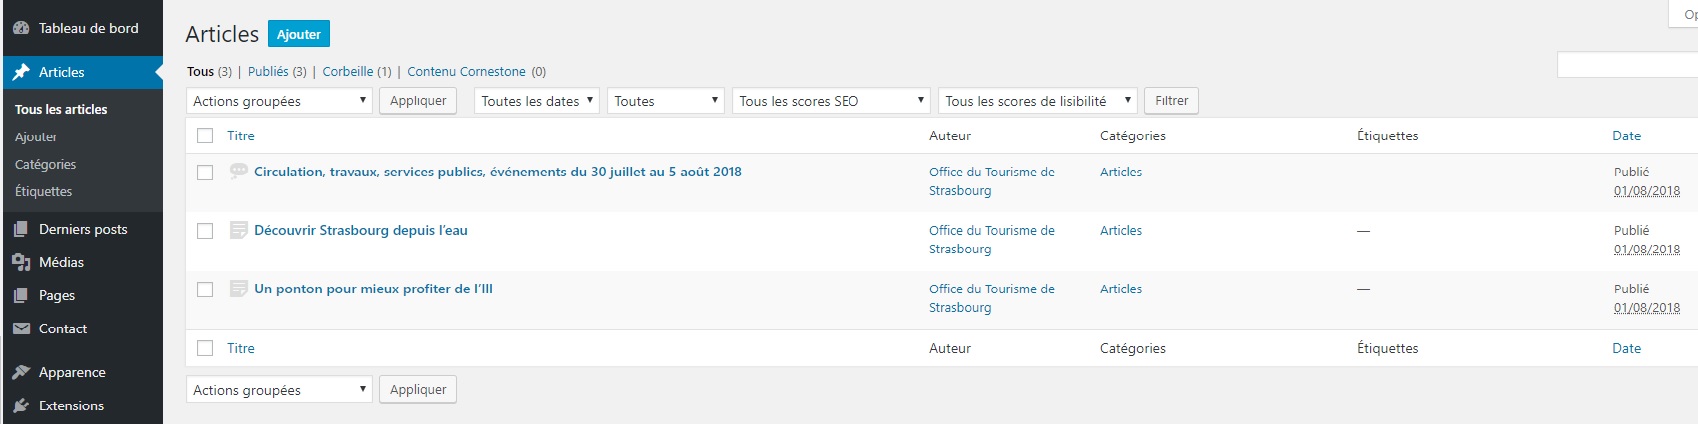 Tableau de bord
Articles
Tous les articles
Ajouter
Catégories
Étiquettes
Derniers posts
Médias
Pages
Contact
Apparence
Extensions
Articles Ajouter
Tous (3) | Publiés (3) | Corbeille (1) | Contenu Cornestone (0)
Actions groupées Appliquer Toutes les dates Toutes Tous les scores SEO Tous les scores de lisibilité Filtrer
Titre Auteur Catégories Étiquettes Date
Circulation, travaux, services publics, événements du 30 juillet au 5 août 2018 Office du Tourisme de Articles Publié
Strasbourg 01/08/2018
Découvrir Strasbourg depuis l'eau Office du Tourisme de Articles — Publié
Strasbourg 01/08/2018
Un ponton pour mieux profiter de l'Ill Office du Tourisme de Articles — Publié
Strasbourg 01/08/2018
Titre Auteur Catégories Étiquettes Date
Actions groupées Appliquer